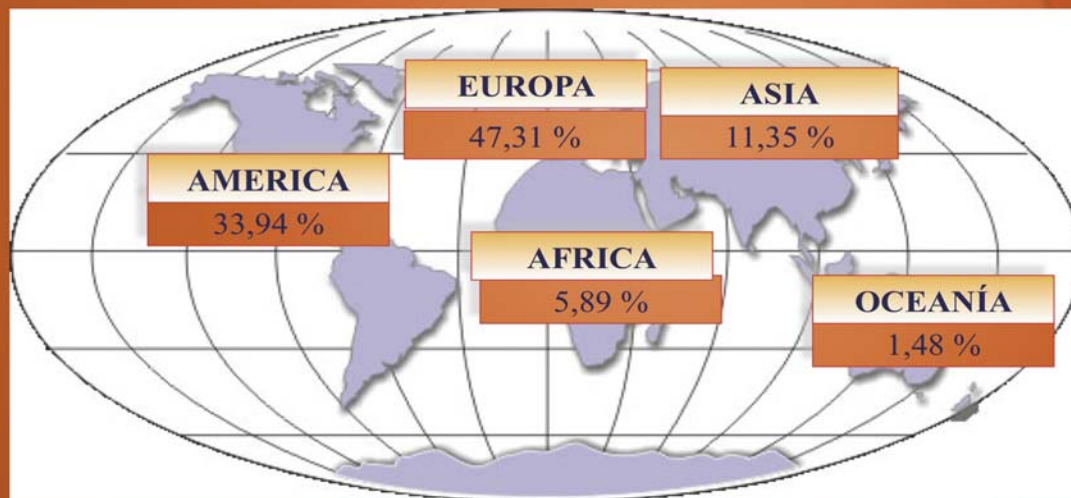 EUROPA
47,31 %
ASIA
11,35 %
AMERICA
33,94 %
AFRICA
5,89 %
OCEANÍA
1,48 %